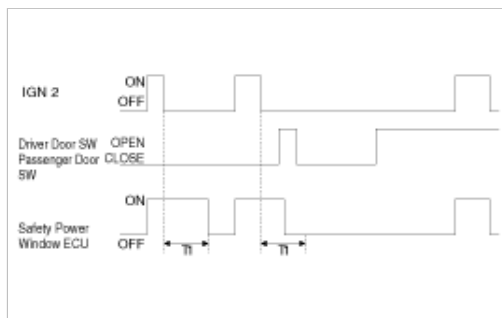 IGN 2
ON
OFF
Driver Door SW OPEN
Passenger Door CLOSE
SW
ON
Safety Power
Window ECU OFF
T1 T1